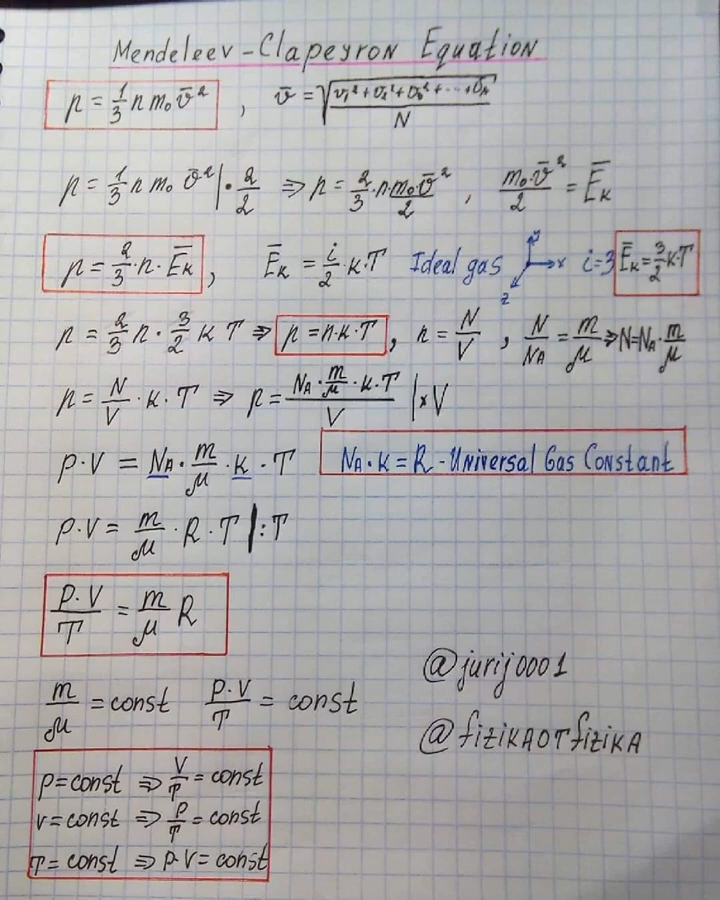 Mendeleev-Clapeyron Equation
p = 1/3 n m₀ v̄² , v̄ = √((v₁² + v₂² + v₃² + ... + vₙ²)/N)
p = 1/3 n m₀ v̄² | · 2/2 ⇒ p = 2/3 · n · m₀·v̄²/2 , m₀·v̄²/2 = Ēk
p = 2/3 · n · Ēk , Ēk = i/2 · k·T Ideal gas y x z i=3 Ēk = 3/2 k·T
p = 2/3 n · 3/2 k T ⇒ p = n·k·T , n = N/V , N/NA = m/μ ⇒ N = NA · m/μ
p = N/V · k · T ⇒ p = (NA · m/μ · k · T)/V | ×V
P·V = NA · m/μ · k · T NA · K = R - Universal Gas Constant
P·V = m/μ · R · T | : T
P·V/T = m/μ R
m/μ = const P·V/T = const
@jurij0001
@fizikaotfizika
p = const ⇒ V/T = const
v = const ⇒ P/T = const
T = const ⇒ P·V = const